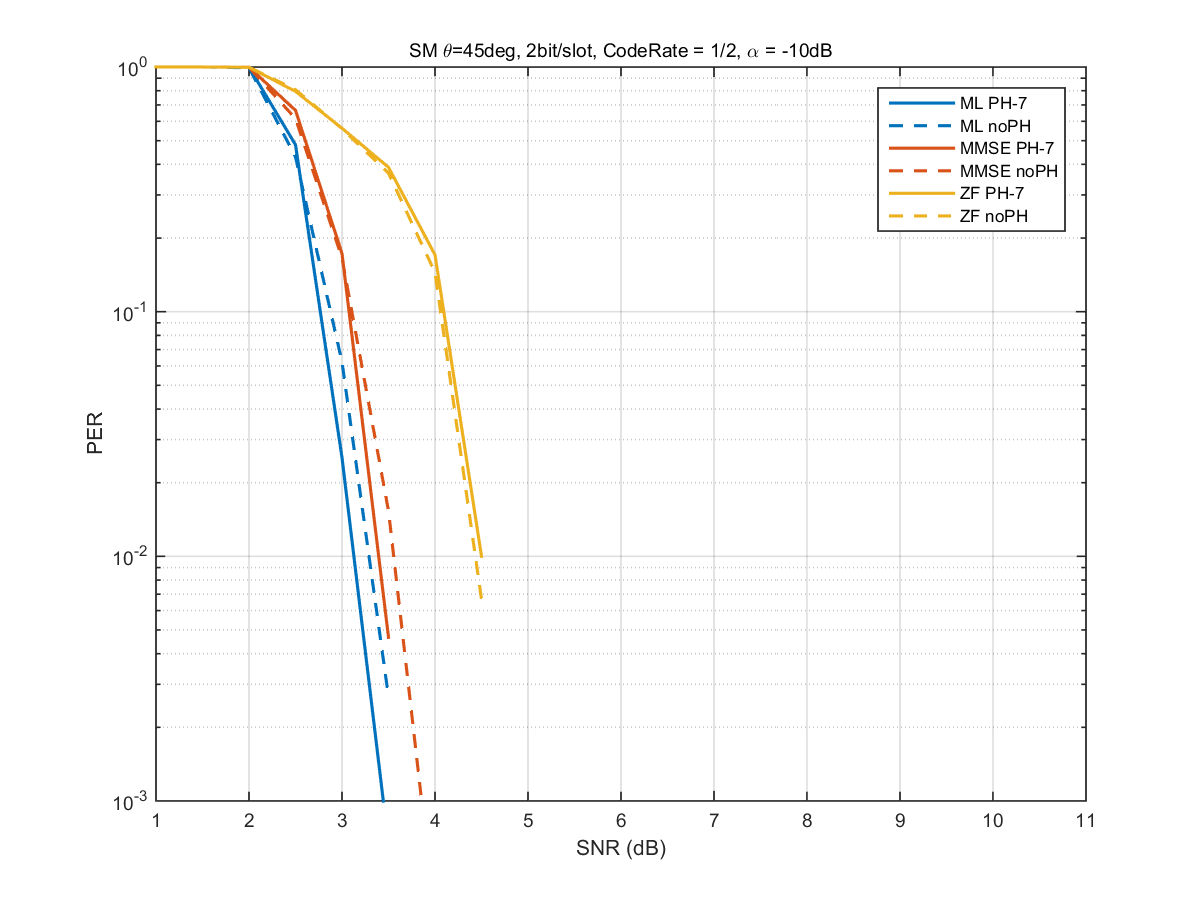 SM θ=45deg, 2bit/slot, CodeRate = 1/2, α = -10dB
10^0
10^-1
10^-2
10^-3
PER
ML PH-7
ML noPH
MMSE PH-7
MMSE noPH
ZF PH-7
ZF noPH
1 2 3 4 5 6 7 8 9 10 11
SNR (dB)